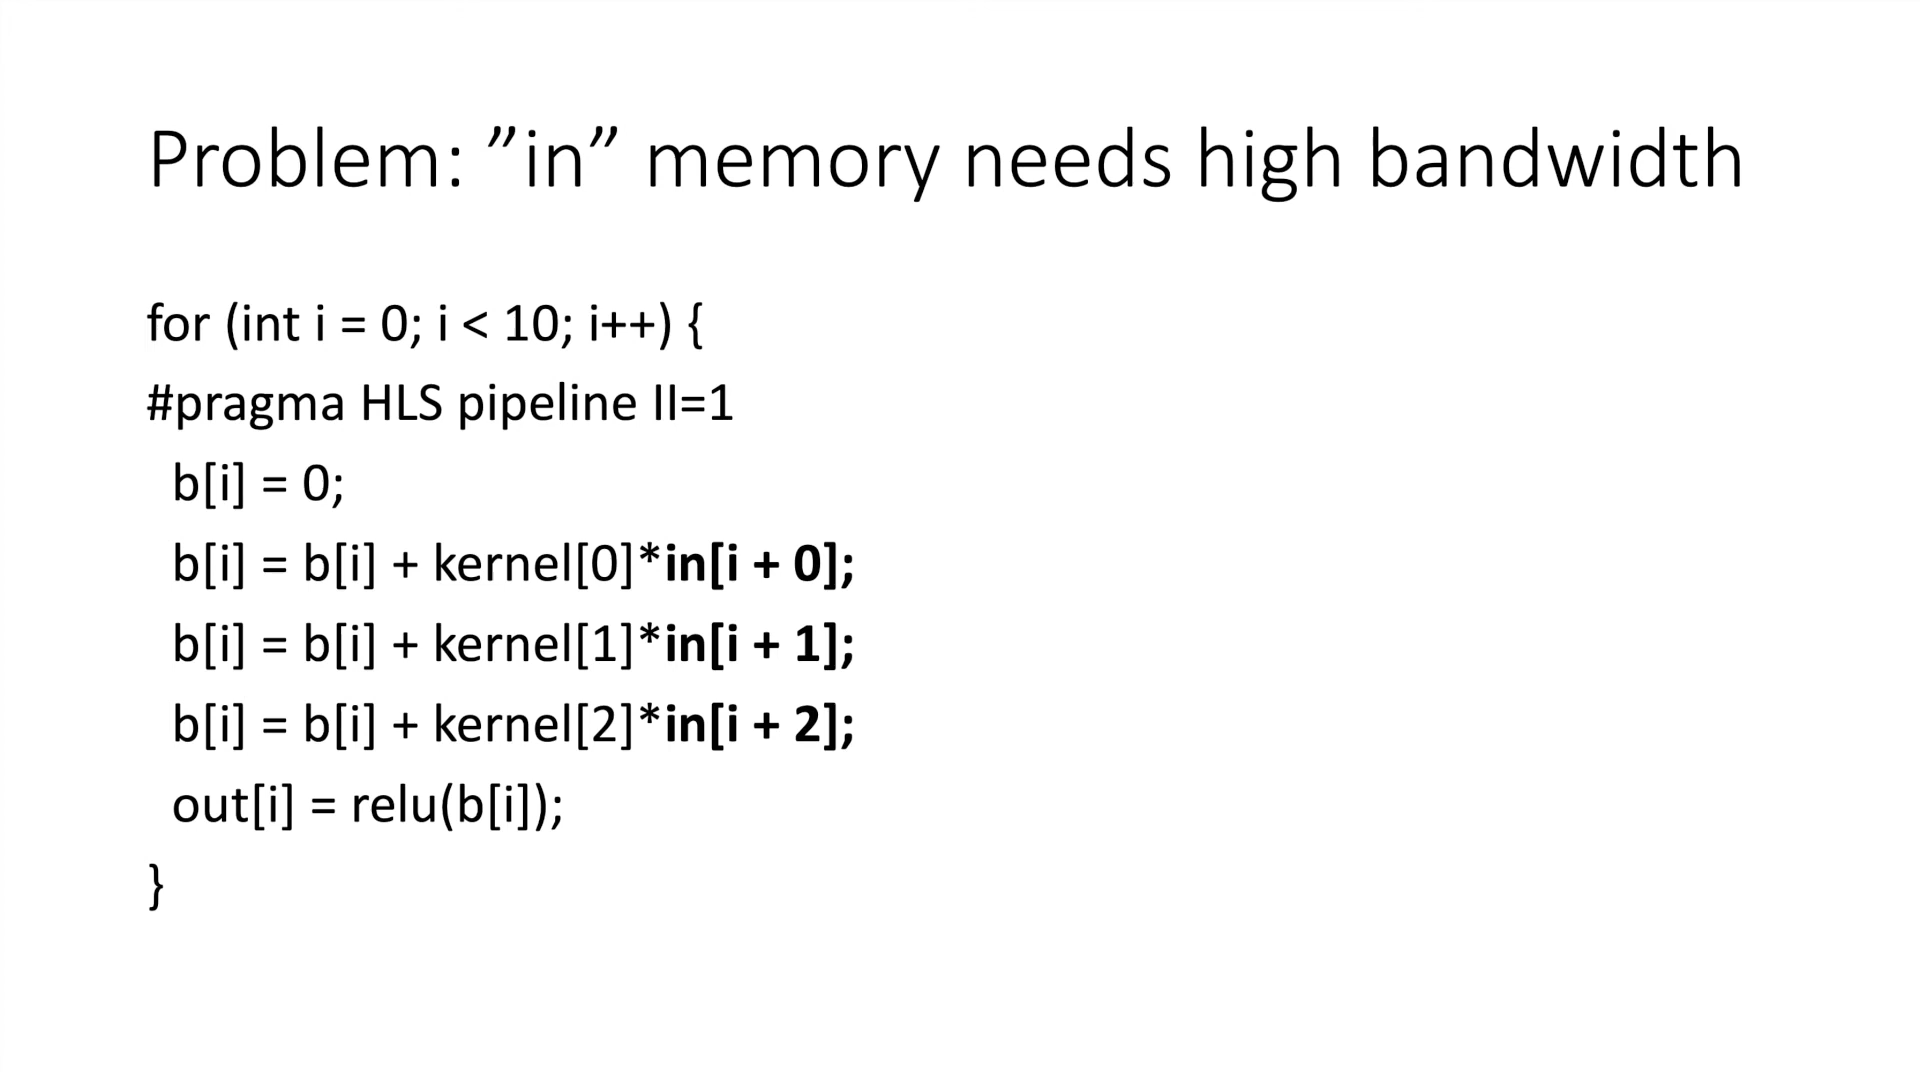 Problem: ”in” memory needs high bandwidth
for (int i = 0; i < 10; i++) {
#pragma HLS pipeline II=1
b[i] = 0;
b[i] = b[i] + kernel[0]*in[i + 0];
b[i] = b[i] + kernel[1]*in[i + 1];
b[i] = b[i] + kernel[2]*in[i + 2];
out[i] = relu(b[i]);
}